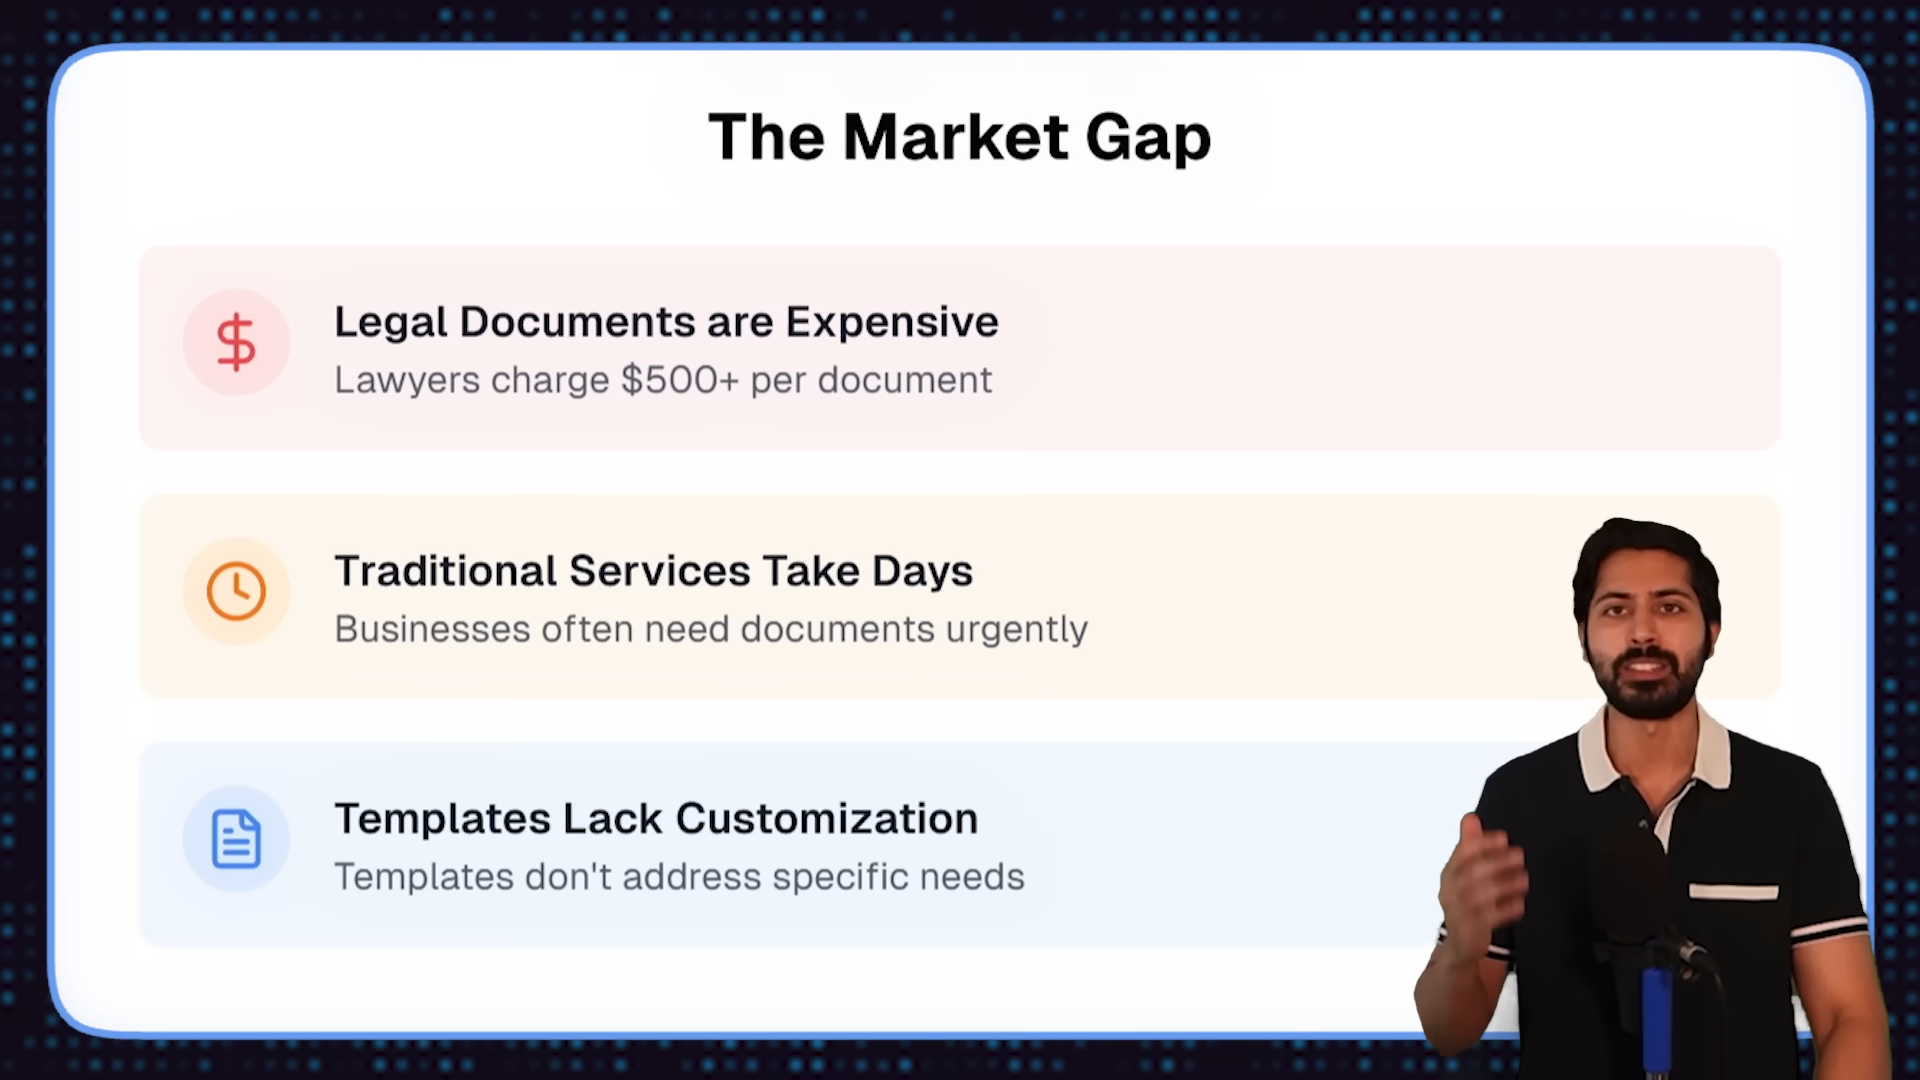 The Market Gap
Legal Documents are Expensive
Lawyers charge $500+ per document
Traditional Services Take Days
Businesses often need documents urgently
Templates Lack Customization
Templates don't address specific needs